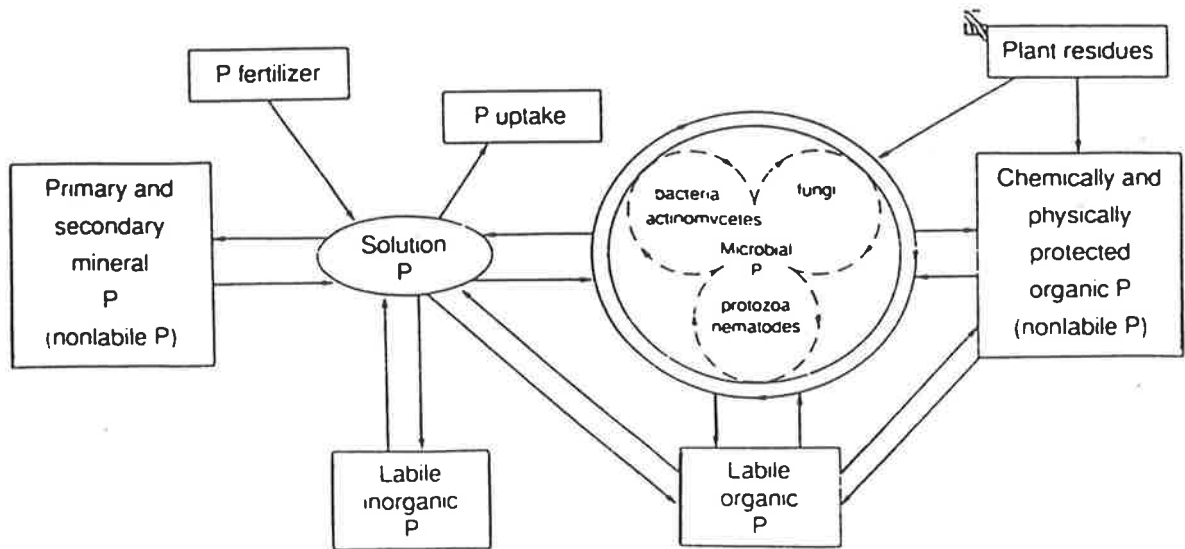 Plant residues
P fertilizer
P uptake
Primary and
secondary
mineral
P
(nonlabile P)
Solution
P
bacteria
actinomycetes
fungi
Microbial
P
protozoa
nematodes
Chemically and
physically
protected
organic P
(nonlabile P)
Labile
inorganic
P
Labile
organic
P